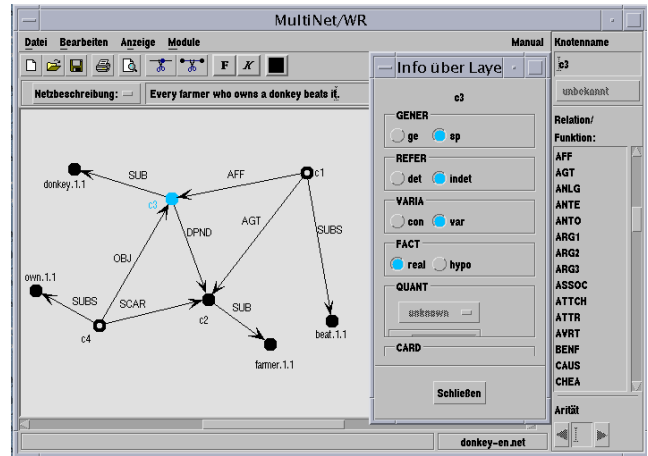 MultiNet/WR
Datei Bearbeiten Anzeige Module Manual
F K
Netzbeschreibung: Every farmer who owns a donkey beats it.
SUB
AFF
donkey.1.1
c1
c3
DPND
AGT
SUBS
OBJ
own.1.1
SUBS
SCAR
SUB
c2
c4
beat.1.1
farmer.1.1
Info über Laye
c3
GENER
ge sp
REFER
det indet
VARIA
con var
FACT
real hypo
QUANT
unknown
CARD
Schließen
Knotenname
c3
unbekannt
Relation/
Funktion:
AFF
AGT
ANLG
ANTE
ANTO
ARG1
ARG2
ARG3
ASSOC
ATTCH
ATTR
AVRT
BENF
CAUS
CHEA
Arität
donkey-en.net